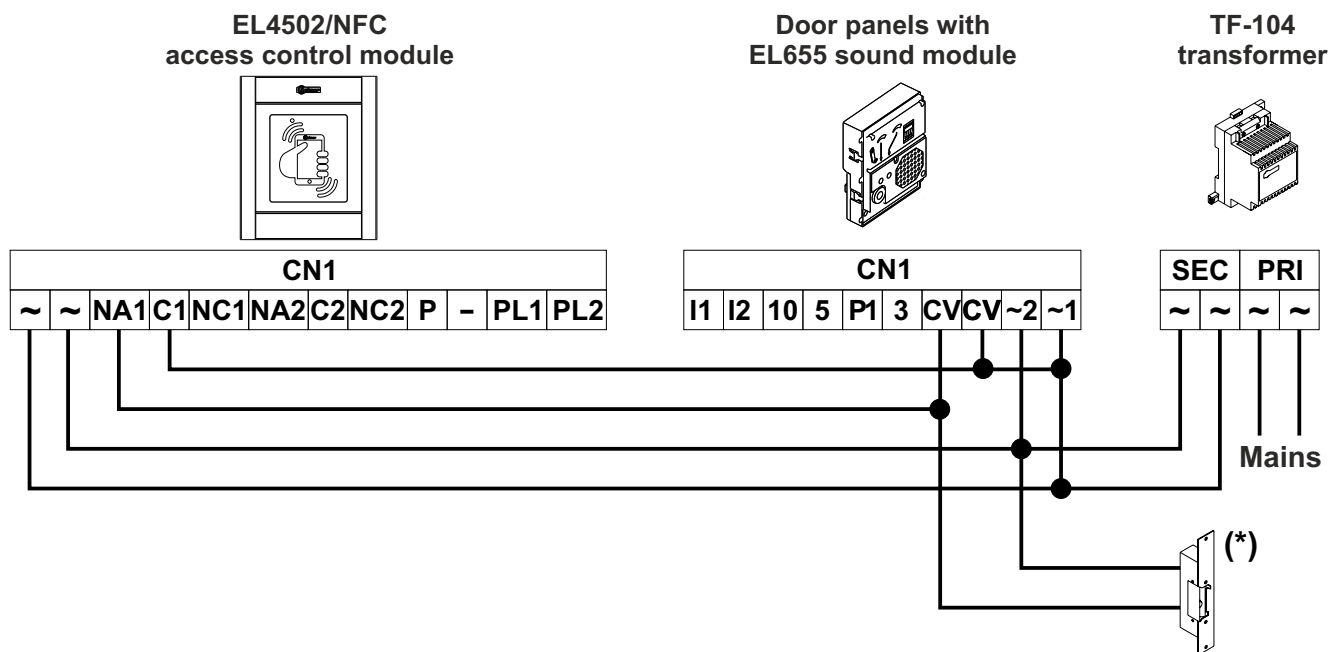 EL4502/NFC
access control module
Door panels with
EL655 sound module
TF-104
transformer
CN1
CN1
SEC PRI
~ ~ NA1 C1 NC1 NA2 C2 NC2 P – PL1 PL2
I1 I2 10 5 P1 3 CV CV ~2 ~1
~ ~ ~ ~
Mains
(*)